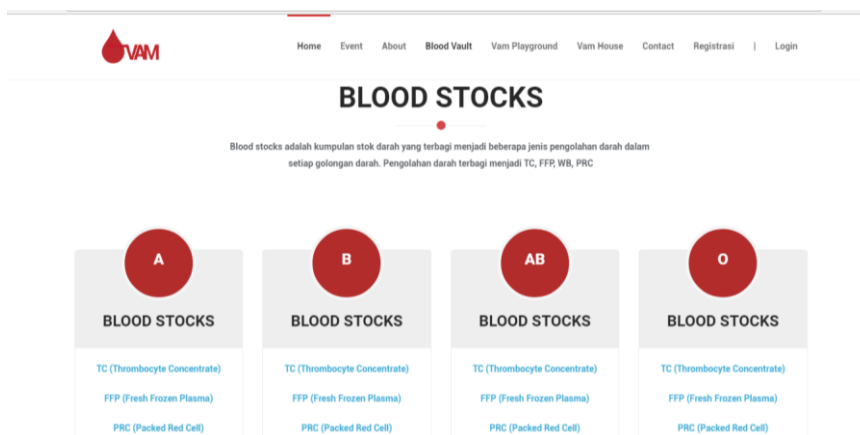 VAM
Home Event About Blood Vault Vam Playground Vam House Contact Registrasi | Login
BLOOD STOCKS
Blood stocks adalah kumpulan stok darah yang terbagi menjadi beberapa jenis pengolahan darah dalam
setiap golongan darah. Pengolahan darah terbagi menjadi TC, FFP, WB, PRC
A
BLOOD STOCKS
TC (Thrombocyte Concentrate)
FFP (Fresh Frozen Plasma)
PRC (Packed Red Cell)
B
BLOOD STOCKS
TC (Thrombocyte Concentrate)
FFP (Fresh Frozen Plasma)
PRC (Packed Red Cell)
AB
BLOOD STOCKS
TC (Thrombocyte Concentrate)
FFP (Fresh Frozen Plasma)
PRC (Packed Red Cell)
O
BLOOD STOCKS
TC (Thrombocyte Concentrate)
FFP (Fresh Frozen Plasma)
PRC (Packed Red Cell)